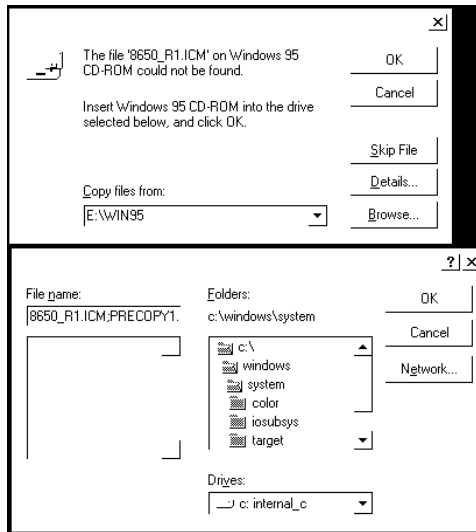 The file '8650_R1.ICM' on Windows 95
CD-ROM could not be found.
Insert Windows 95 CD-ROM into the drive
selected below, and click OK.
OK
Cancel
Skip File
Details...
Browse...
Copy files from:
E:\WIN95
File name:
8650_R1.ICM;PRECOPY1.
Folders:
c:\windows\system
c:\
windows
system
color
iosubsys
target
Drives:
c: internal_c
OK
Cancel
Network...